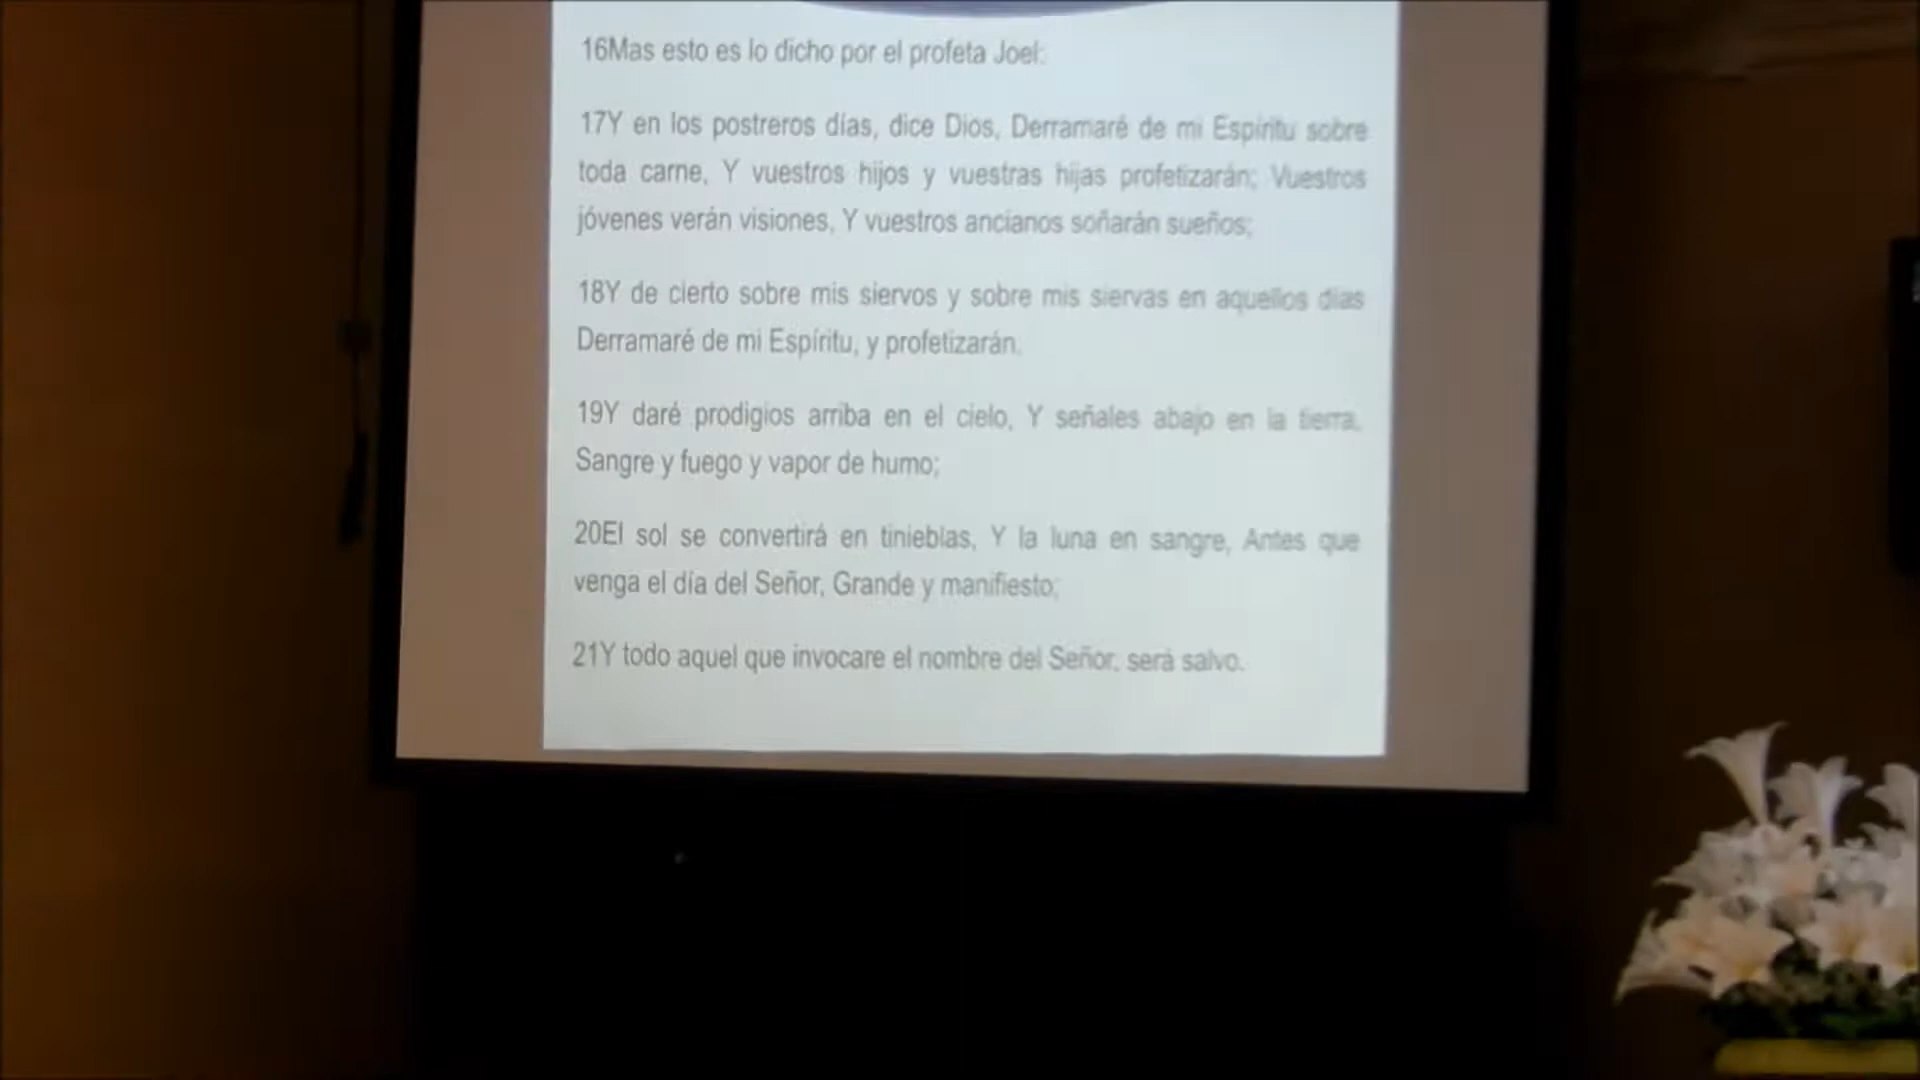 16Mas esto es lo dicho por el profeta Joel:
17Y en los postreros días, dice Dios, Derramaré de mi Espíritu sobre
toda carne, Y vuestros hijos y vuestras hijas profetizarán; Vuestros
jóvenes verán visiones, Y vuestros ancianos soñarán sueños;
18Y de cierto sobre mis siervos y sobre mis siervas en aquellos días
Derramaré de mi Espíritu, y profetizarán.
19Y daré prodigios arriba en el cielo, Y señales abajo en la tierra,
Sangre y fuego y vapor de humo;
20El sol se convertirá en tinieblas, Y la luna en sangre, Antes que
venga el día del Señor, Grande y manifiesto;
21Y todo aquel que invocare el nombre del Señor, será salvo.